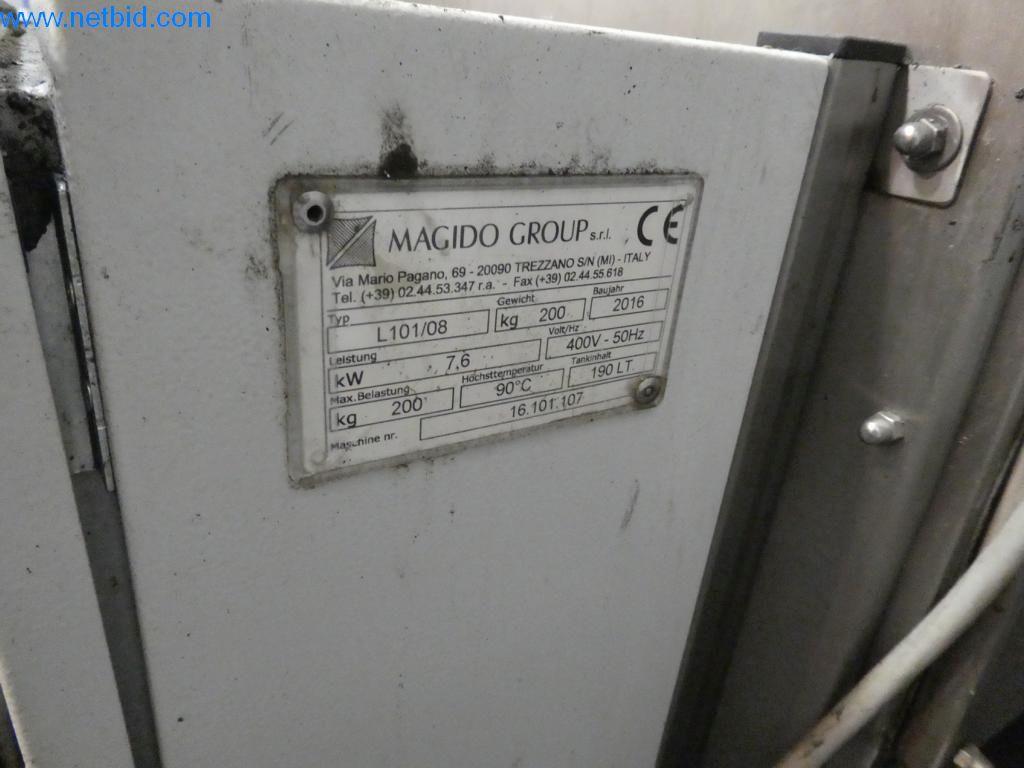 www.netbid.com
MAGIDO GROUP s.r.l. CE
Via Mario Pagano, 69 - 20090 TREZZANO S/N (MI) - ITALY
Tel. (+39) 02.44.53.347 r.a. - Fax (+39) 02.44.55.618
Typ Gewicht Baujahr
L101/08 kg 200 2016
Leistung Volt/Hz
kW 7,6 400V - 50Hz
Max.Belastung Höchsttemperatur Tankinhalt
kg 200 90°C 190 LT
Maschine nr. 16.101.107